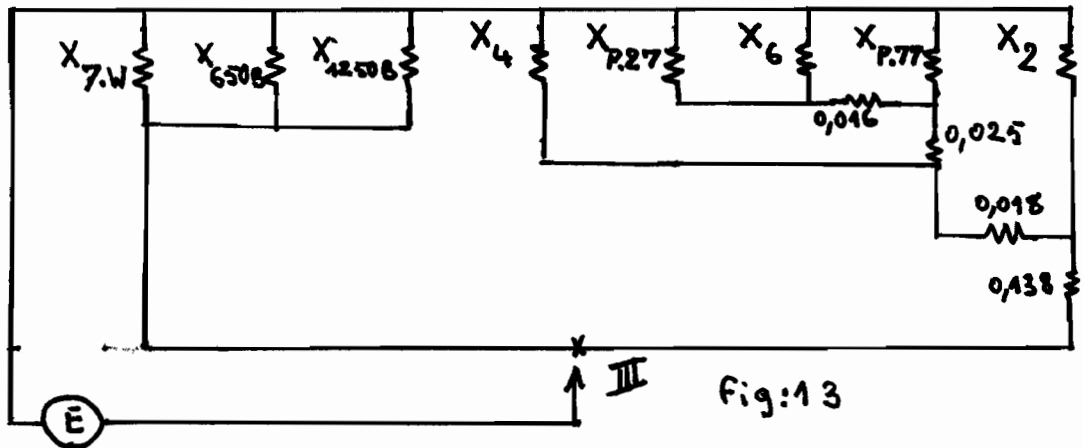 X7.W X650B X1250B X4 XP.27 X6 XP.77 X2
0,016
0,025
0,018
0,138
III
E
fig:13